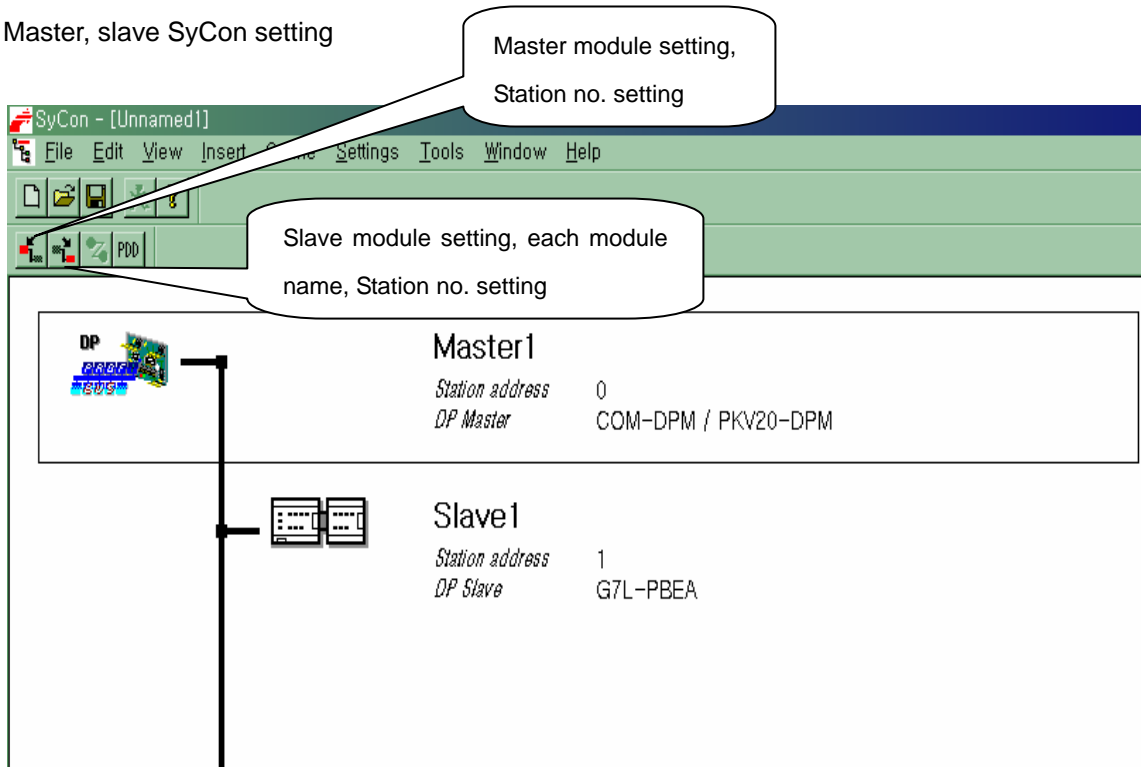 Master, slave SyCon setting
Master module setting,
Station no. setting
SyCon - [Unnamed1]
File Edit View Insert Settings Tools Window Help
PDD
Slave module setting, each module
name, Station no. setting
DP
Master1
Station address 0
DP Master COM-DPM / PKV20-DPM
Slave1
Station address 1
DP Slave G7L-PBEA